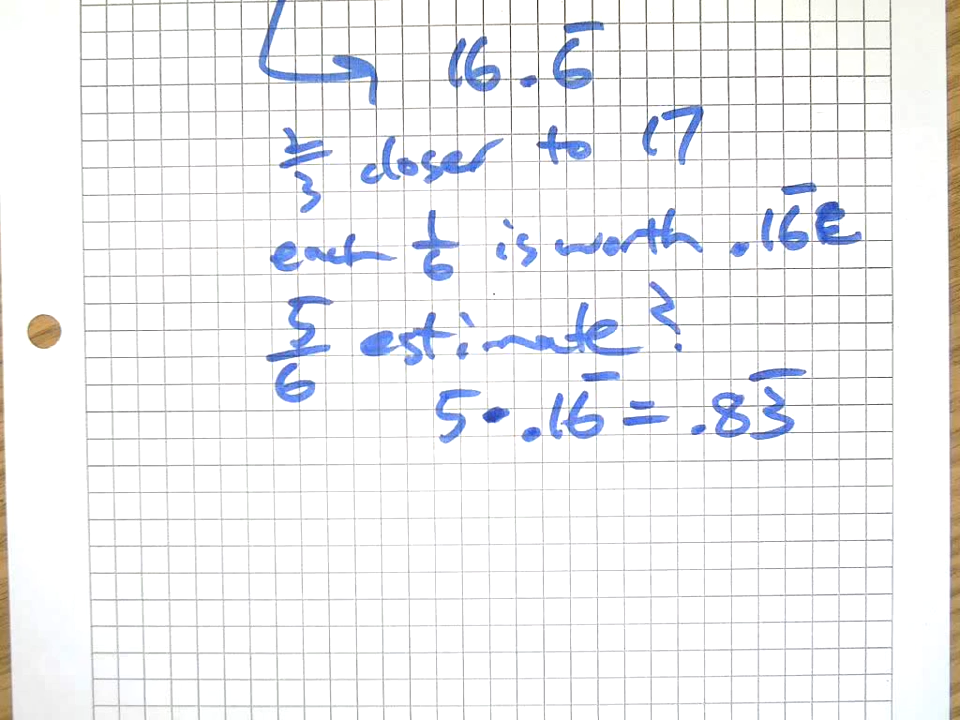 16.6̅
2/3 closer to 17
each 1/6 is worth .16̅
5/6 estimate?
5 · .16̅ = .83̅